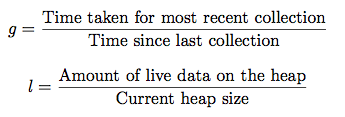 g = Time taken for most recent collection
Time since last collection
l = Amount of live data on the heap
Current heap size